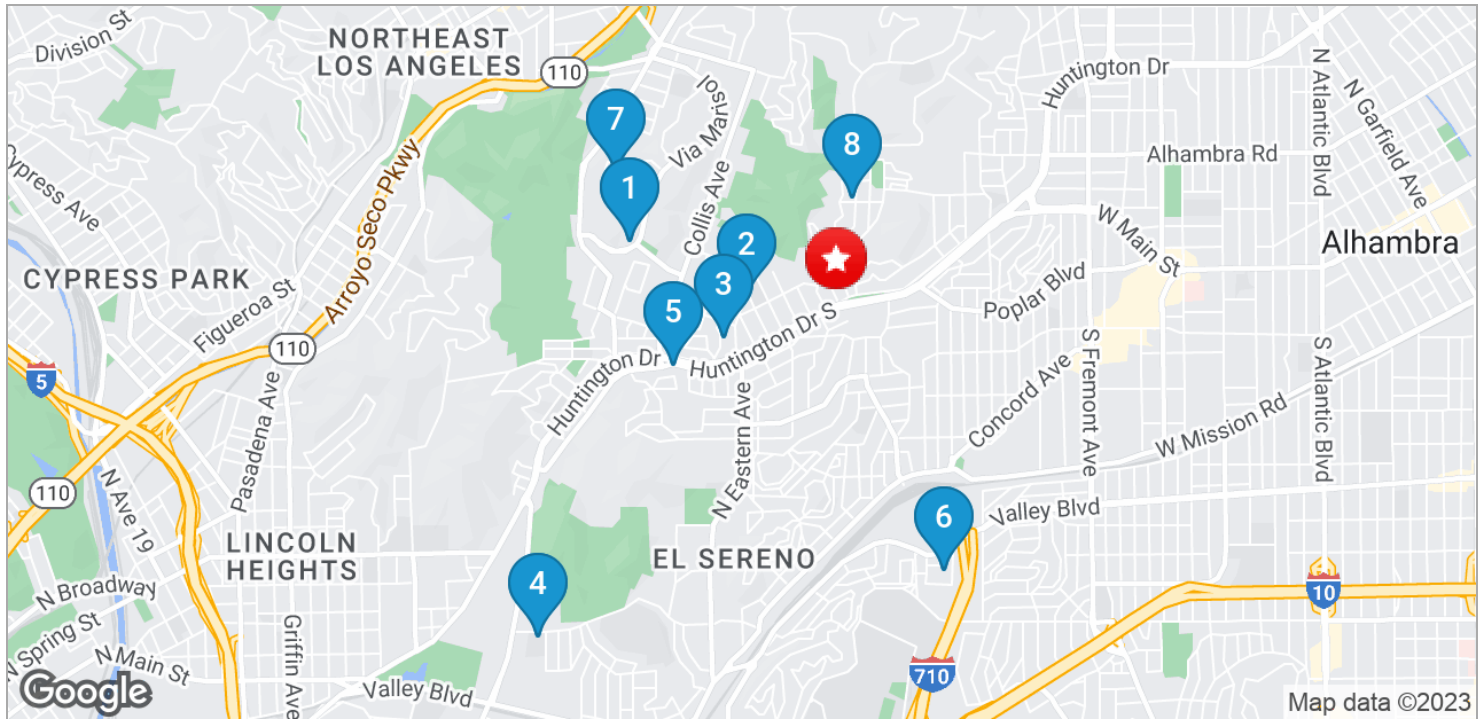 Division St
NORTHEAST
LOS ANGELES
110
Huntington Dr
N Atlantic Blvd
N Garfield Ave
Via Marisol
7
8
Alhambra Rd
Cypress Ave
Arroyo Seco Pkwy
1
Collis Ave
W Main St
2
Alhambra
CYPRESS PARK
3
Poplar Blvd
Figueroa St
5
Huntington Dr S
110
Huntington Dr
S Fremont Ave
S Atlantic Blvd
5
Pasadena Ave
N Eastern Ave
Concord Ave
W Mission Rd
110
N Ave 19
6
Valley Blvd
LINCOLN
HEIGHTS
EL SERENO
4
N Broadway
10
N Spring St
Griffin Ave
N Main St
710
Valley Blvd
Google
Map data ©2023